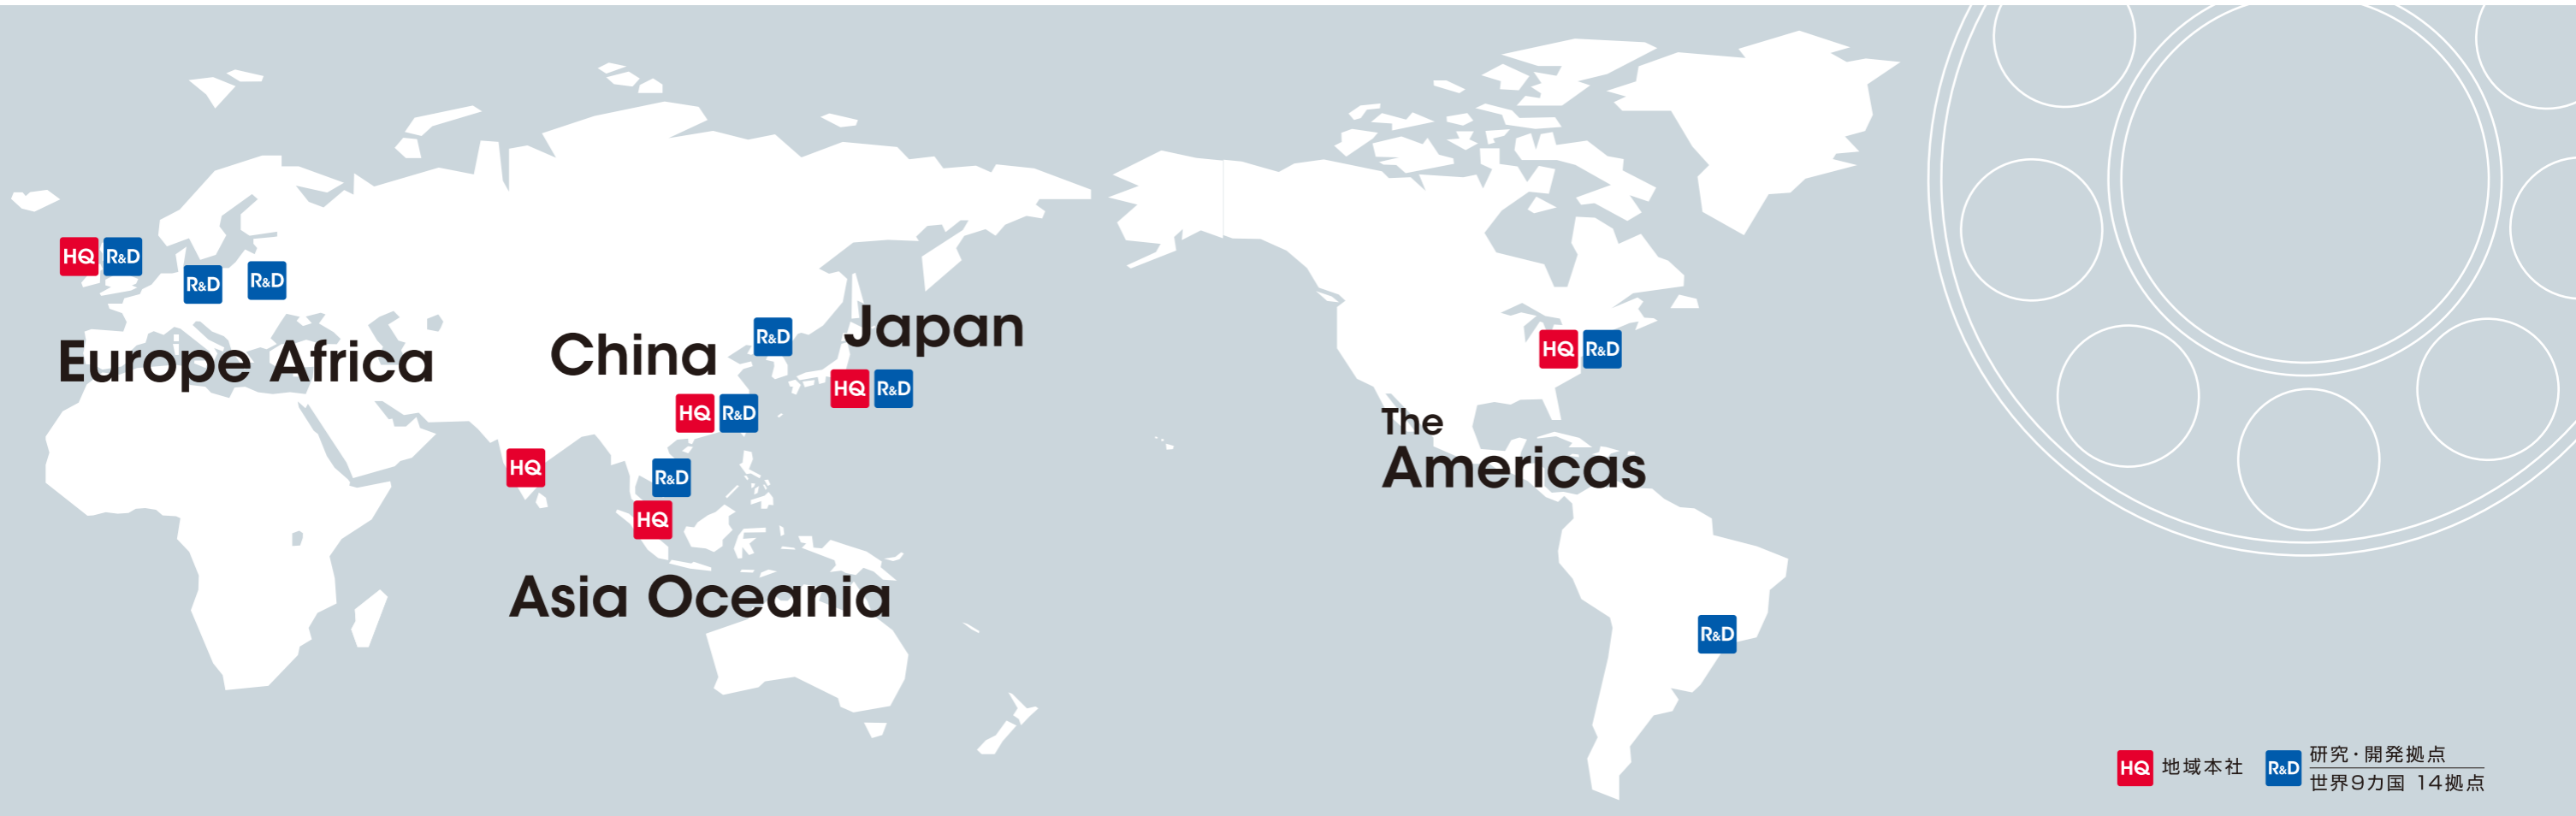 HQ R&D
R&D
R&D
Europe Africa
China
R&D
Japan
HQ R&D
HQ R&D
HQ
R&D
HQ
Asia Oceania
HQ R&D
The
Americas
R&D
HQ 地域本社
R&D 研究・開発拠点
世界9カ国 14拠点